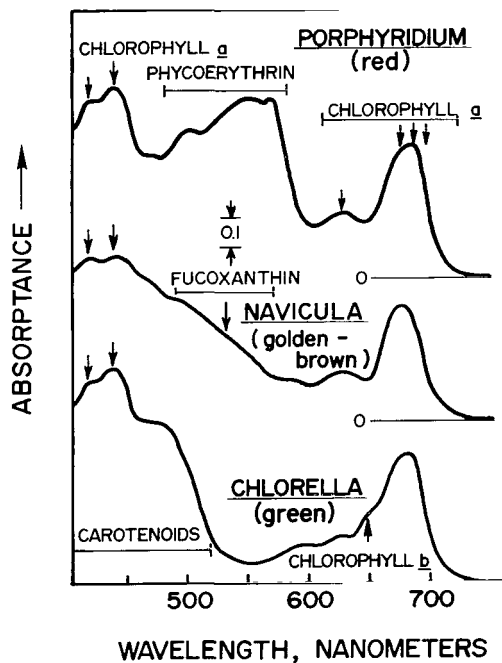 CHLOROPHYLL a
PHYCOERYTHRIN
PORPHYRIDIUM
(red)
CHLOROPHYLL a
0.1
0
FUCOXANTHIN
NAVICULA
(golden-
brown)
0
CHLORELLA
(green)
CAROTENOIDS
CHLOROPHYLL b
500
600
700
ABSORPTANCE
WAVELENGTH, NANOMETERS